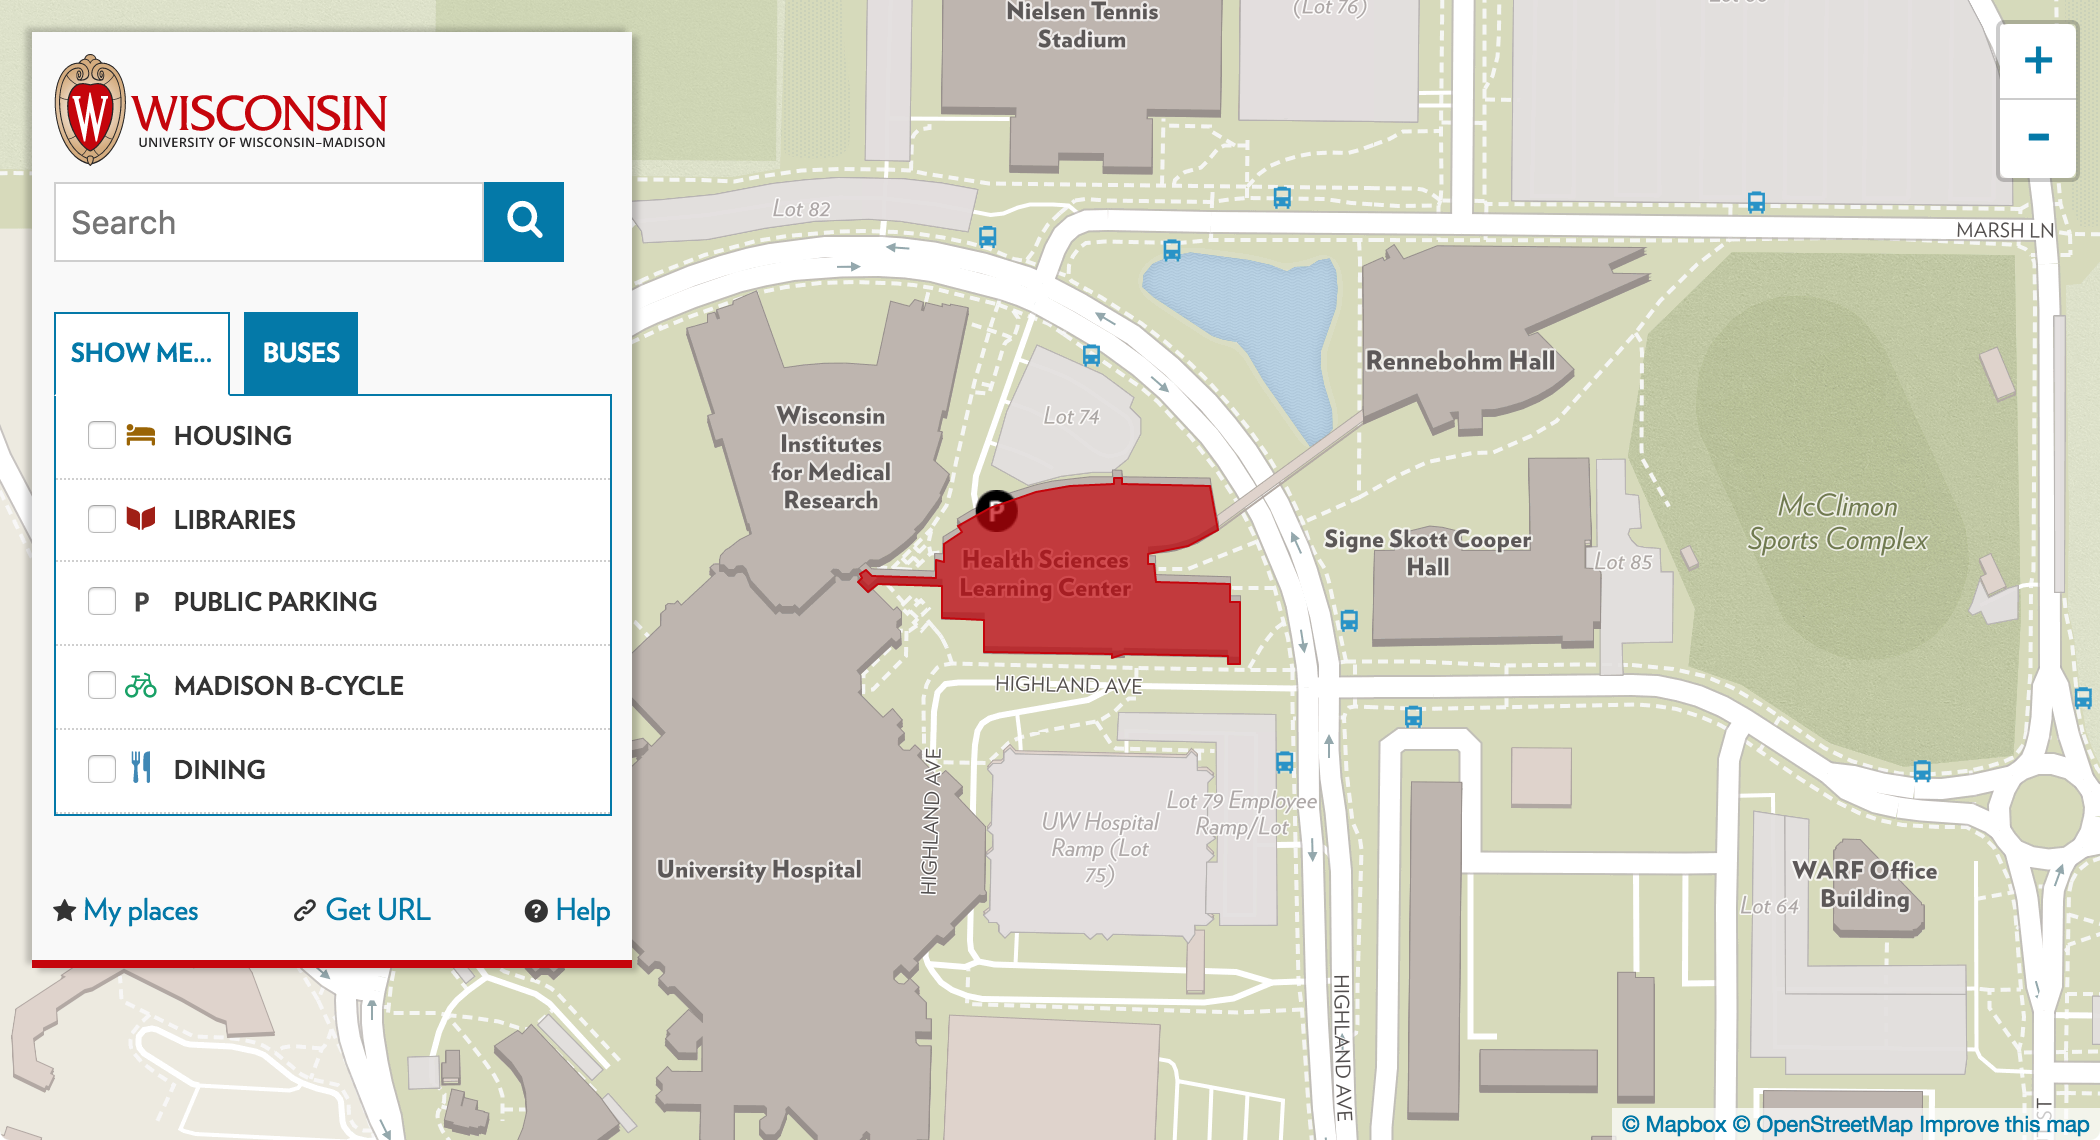 WISCONSIN
UNIVERSITY OF WISCONSIN–MADISON
Search
SHOW ME...
BUSES
HOUSING
LIBRARIES
P PUBLIC PARKING
MADISON B-CYCLE
DINING
My places
Get URL
? Help
Nielsen Tennis
Stadium
(Lot 76)
+
-
Lot 82
MARSH LN
Rennebohm Hall
Wisconsin
Institutes
for Medical
Research
Lot 74
P
Health Sciences
Learning Center
Signe Skott Cooper
Hall
Lot 85
McClimon
Sports Complex
HIGHLAND AVE
HIGHLAND AVE
UW Hospital
Ramp (Lot
75)
Lot 79 Employee
Ramp/Lot
University Hospital
WARF Office
Building
Lot 64
HIGHLAND AVE
© Mapbox © OpenStreetMap Improve this map